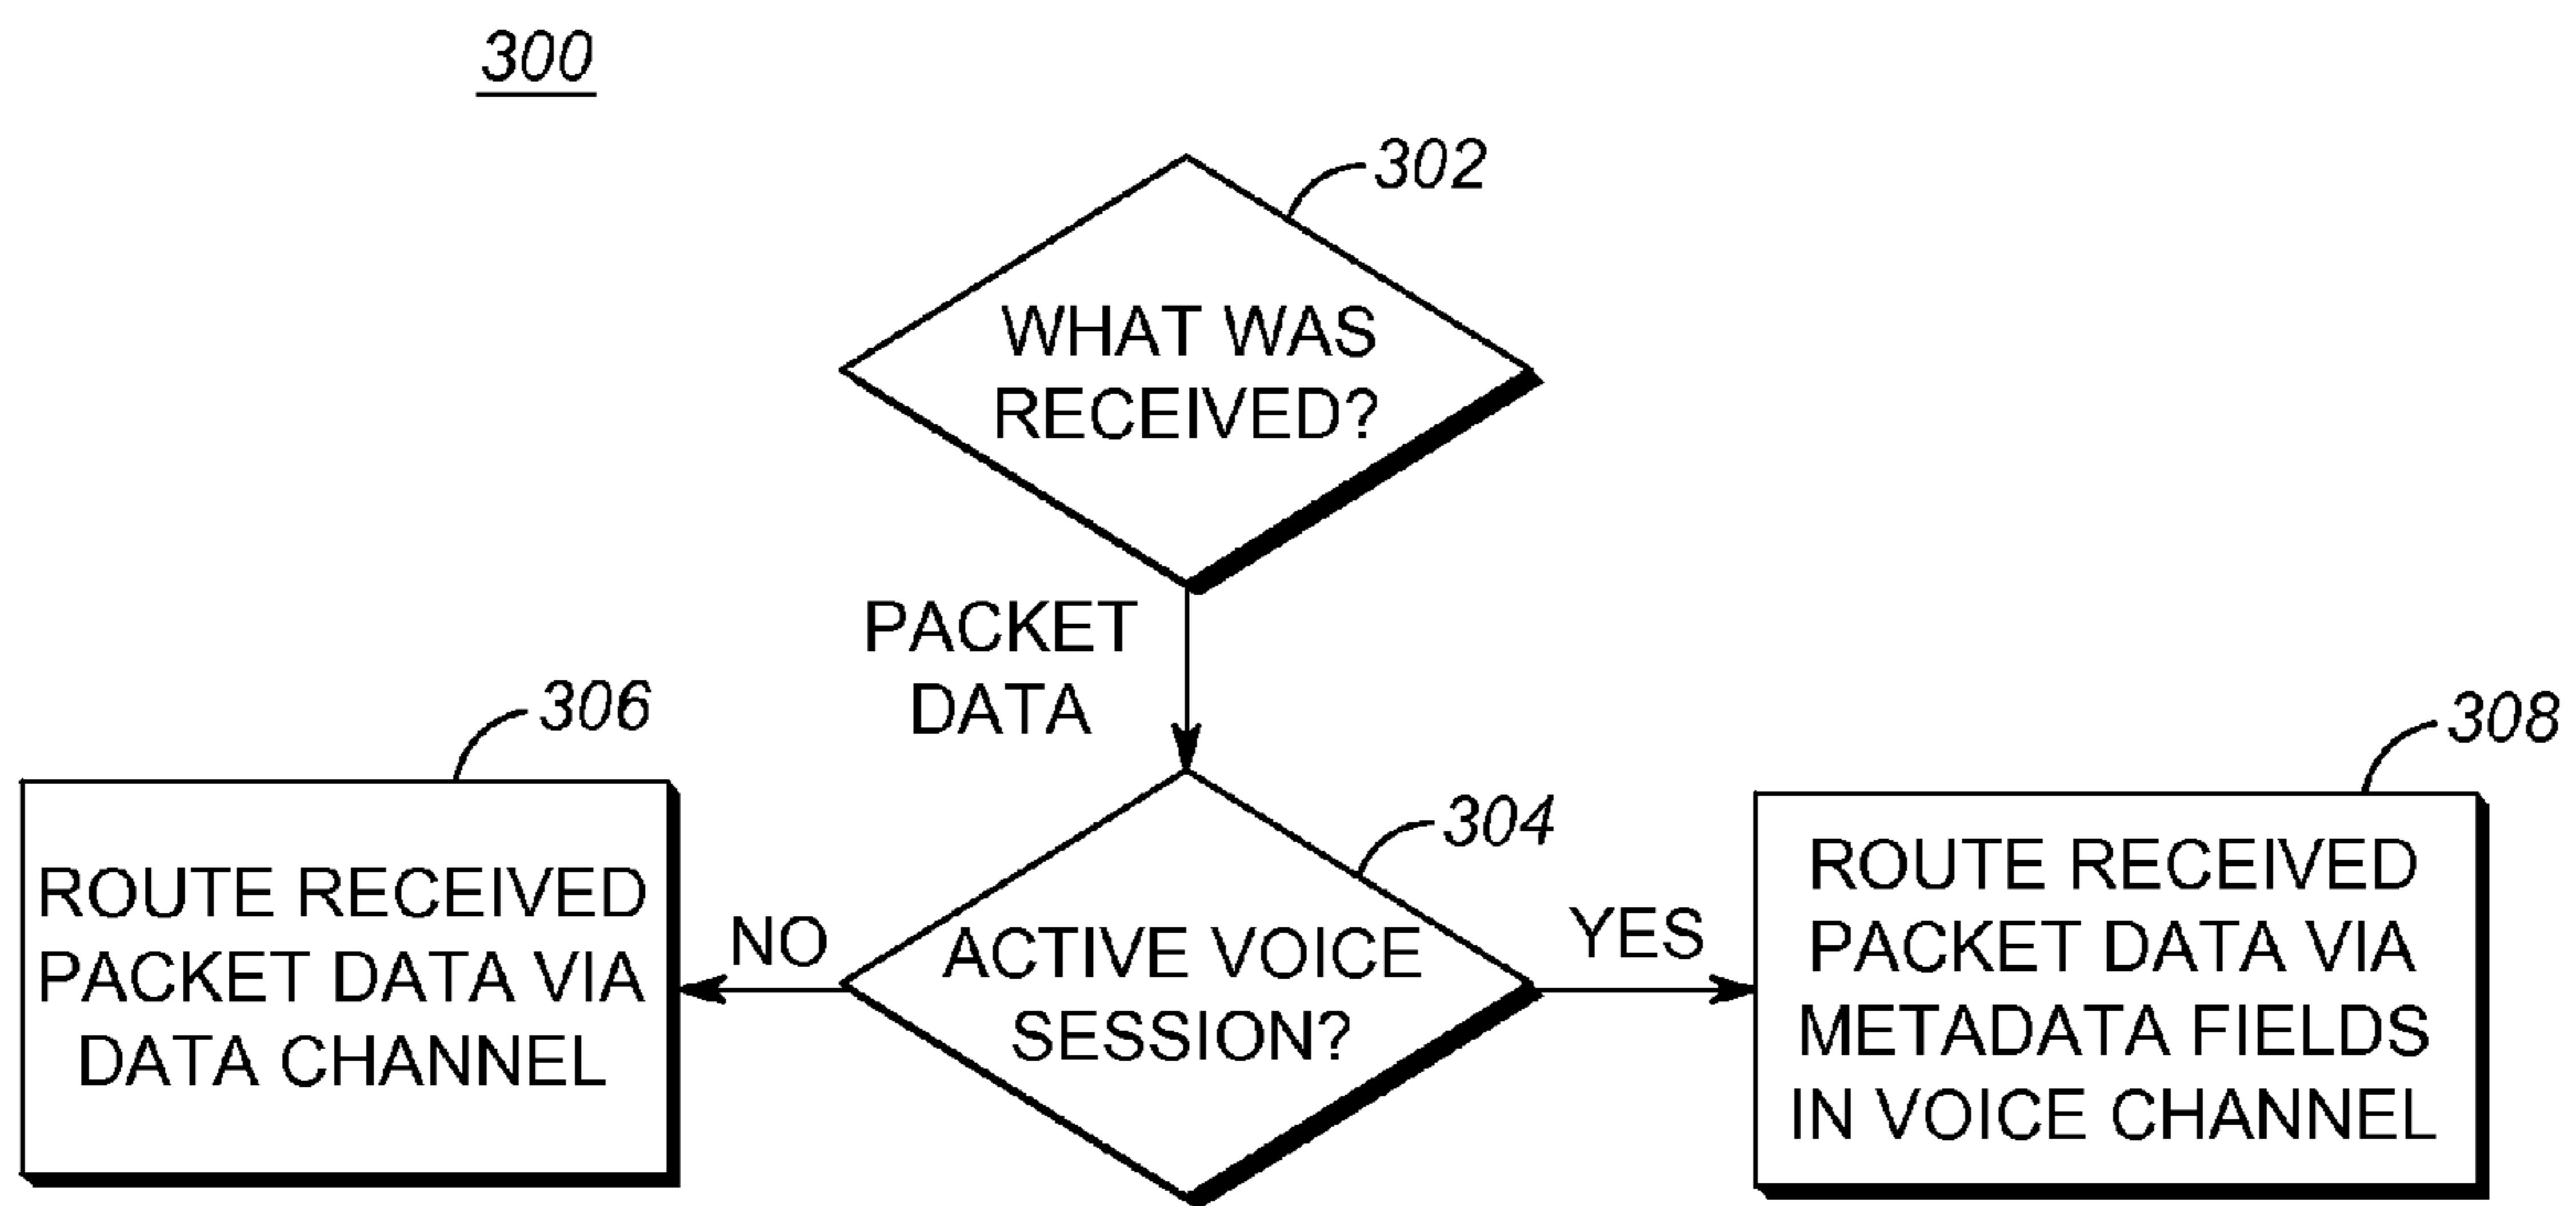 300
302
WHAT WAS
RECEIVED?
PACKET
DATA
306
ROUTE RECEIVED
PACKET DATA VIA
DATA CHANNEL
NO
304
ACTIVE VOICE
SESSION?
YES
308
ROUTE RECEIVED
PACKET DATA VIA
METADATA FIELDS
IN VOICE CHANNEL